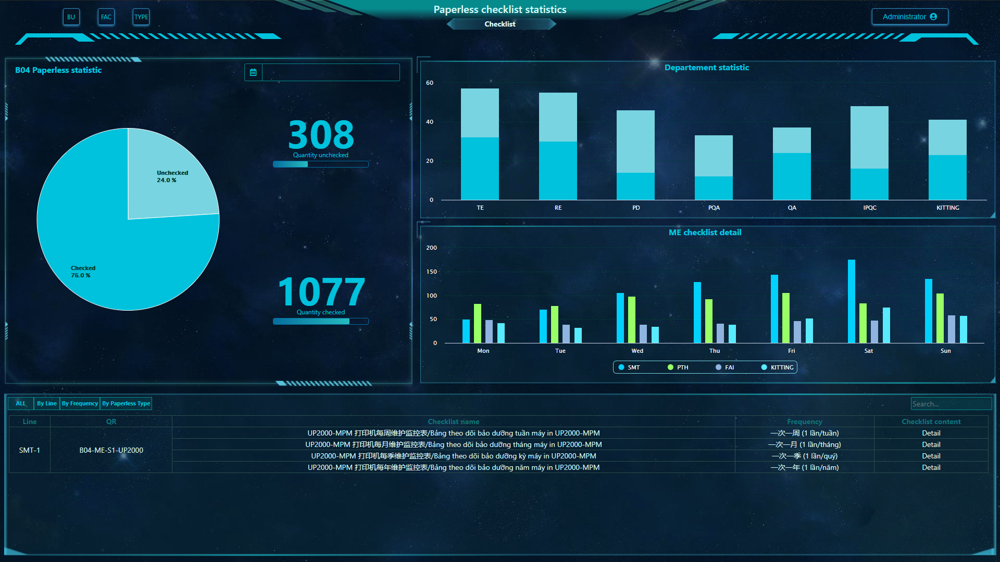 Paperless checklist statistics
BU
FAC
TYPE
Checklist
Administrator
B04 Paperless statistic
308
Quantity unchecked
Unchecked
24.0 %
Checked
76.0 %
1077
Quantity checked
Departement statistic
60
40
20
0
TE
RE
PD
PQA
QA
IPQC
KITTING
ME checklist detail
200
150
100
50
0
Mon
Tue
Wed
Thu
Fri
Sat
Sun
SMT
PTH
FAI
KITTING
ALL
By Line
By Frequency
By Paperless Type
Search...
Line
QR
Checklist name
Frequency
Checklist content
SMT-1
B04-ME-S1-UP2000
UP2000-MPM 打印机每周维护监控表/Bảng theo dõi bảo dưỡng tuần máy in UP2000-MPM
一次一周 (1 lần/tuần)
Detail
UP2000-MPM 打印机每月维护监控表/Bảng theo dõi bảo dưỡng tháng máy in UP2000-MPM
一次一月 (1 lần/tháng)
Detail
UP2000-MPM 打印机每季维护监控表/Bảng theo dõi bảo dưỡng kỳ máy in UP2000-MPM
一次一季 (1 lần/quý)
Detail
UP2000-MPM 打印机每年维护监控表/Bảng theo dõi bảo dưỡng năm máy in UP2000-MPM
一次一年 (1 lần/năm)
Detail